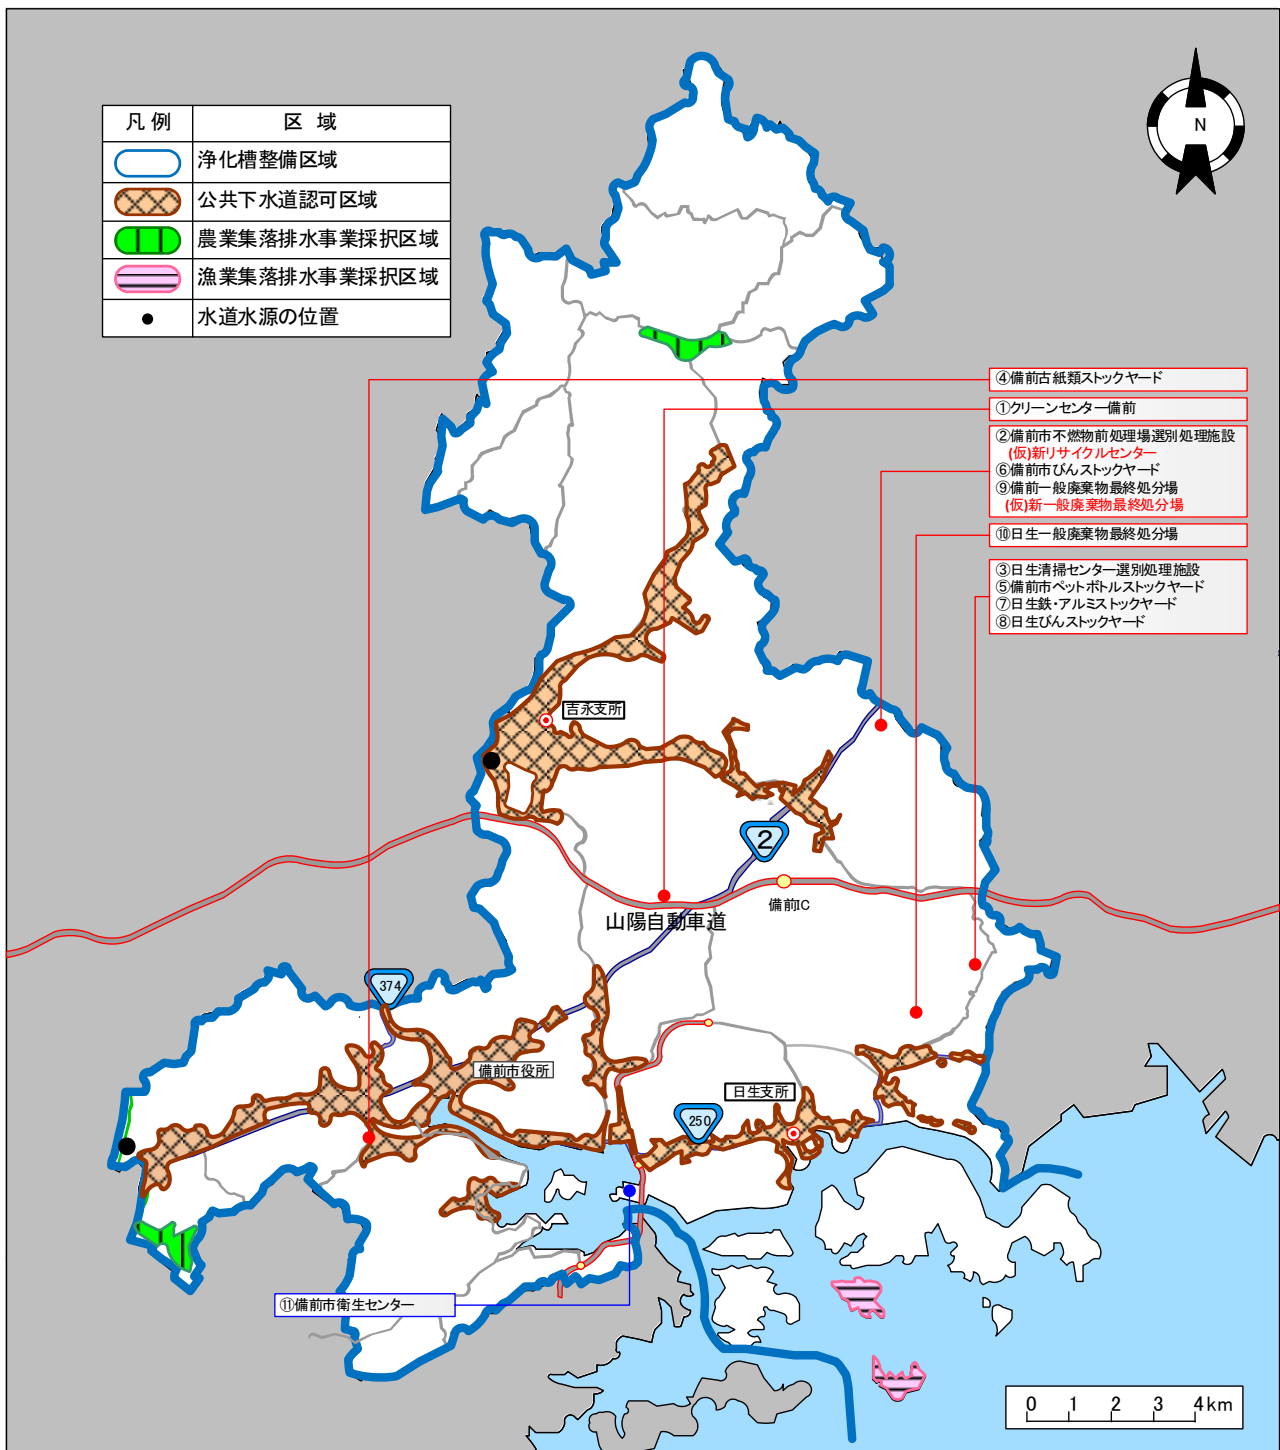 凡例 区域
浄化槽整備区域
公共下水道認可区域
農業集落排水事業採択区域
漁業集落排水事業採択区域
水道水源の位置
N
④備前古紙類ストックヤード
①クリーンセンター備前
②備前市不燃物前処理場選別処理施設
(仮)新リサイクルセンター
⑥備前市びんストックヤード
⑨備前一般廃棄物最終処分場
(仮)新一般廃棄物最終処分場
⑩日生一般廃棄物最終処分場
③日生清掃センター選別処理施設
⑤備前市ペットボトルストックヤード
⑦日生鉄・アルミストックヤード
⑧日生びんストックヤード
吉永支所
2
備前IC
山陽自動車道
374
備前市役所
日生支所
250
⑪備前市衛生センター
0 1 2 3 4km